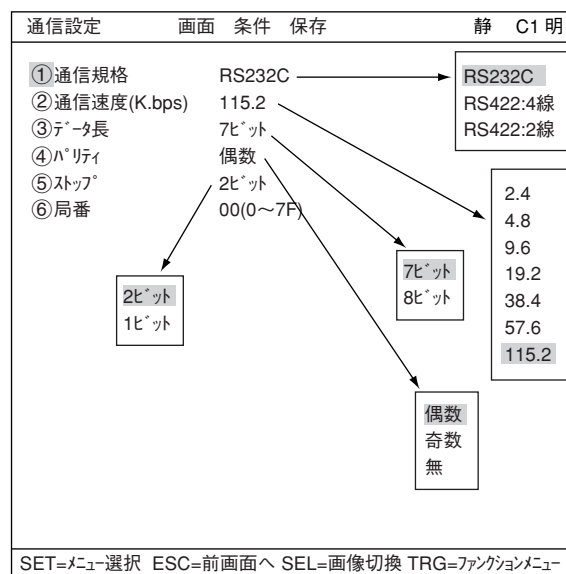 通信設定 画面 条件 保存 静 C1 明
①通信規格 RS232C
②通信速度(K.bps) 115.2
③ﾃﾞｰﾀ長 7ﾋﾞｯﾄ
④ﾊﾟﾘﾃｨ 偶数
⑤ｽﾄｯﾌﾟ 2ﾋﾞｯﾄ
⑥局番 00(0～7F)
RS232C
RS422:4線
RS422:2線
2.4
4.8
9.6
19.2
38.4
57.6
115.2
7ﾋﾞｯﾄ
8ﾋﾞｯﾄ
2ﾋﾞｯﾄ
1ﾋﾞｯﾄ
偶数
奇数
無
SET=ﾒﾆｭｰ選択 ESC=前画面へ SEL=画像切換 TRG=ﾌｧﾝｸｼｮﾝﾒﾆｭｰ